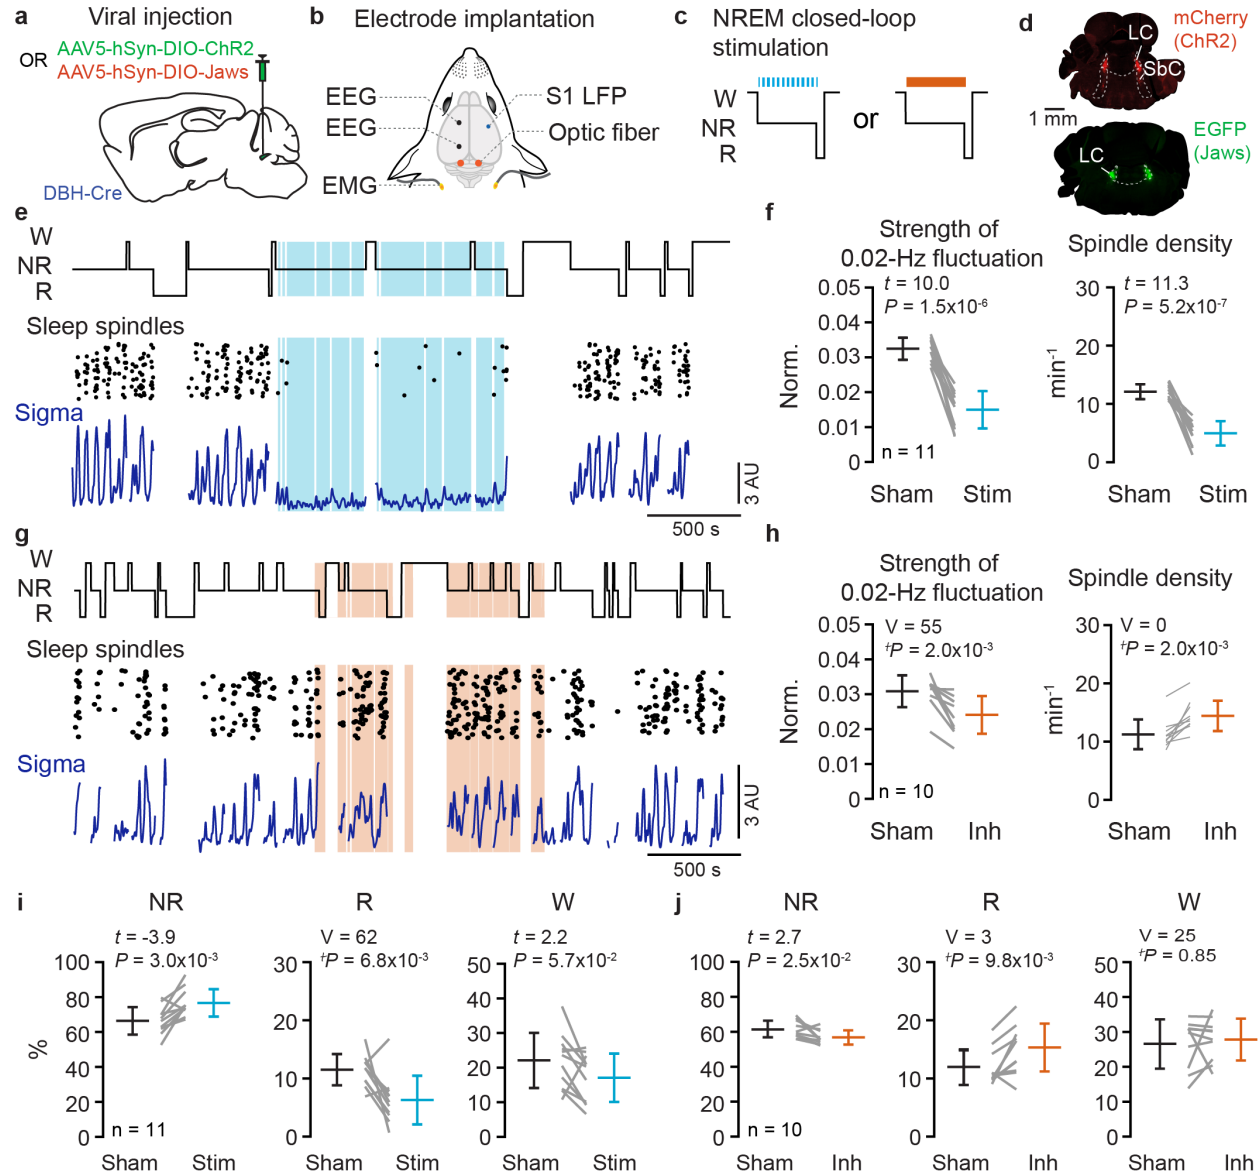 a Viral injection
AAV5-hSyn-DIO-ChR2
OR
AAV5-hSyn-DIO-Jaws
DBH-Cre
b Electrode implantation
EEG
EEG
EMG
S1 LFP
Optic fiber
c NREM closed-loop
stimulation
W
NR
R
or
d
mCherry
(ChR2)
LC
SbC
1 mm
EGFP
(Jaws)
LC
e
W
NR
R
Sleep spindles
Sigma
3 AU
500 s
f
Strength of
0.02-Hz fluctuation
t = 10.0
P = 1.5x10-6
0.05
0.04
0.03
0.02
0.01
0
Norm.
n = 11
Sham Stim
Spindle density
t = 11.3
P = 5.2x10-7
30
20
10
0
min-1
Sham Stim
g
W
NR
R
Sleep spindles
Sigma
3 AU
500 s
h
Strength of
0.02-Hz fluctuation
V = 55
†P = 2.0x10-3
0.05
0.04
0.03
0.02
0.01
0
Norm.
n = 10
Sham Inh
Spindle density
V = 0
†P = 2.0x10-3
30
20
10
0
min-1
Sham Inh
i
NR
t = -3.9
P = 3.0x10-3
100
80
60
40
20
0
%
n = 11
Sham Stim
R
V = 62
†P = 6.8x10-3
30
20
10
0
Sham Stim
W
t = 2.2
P = 5.7x10-2
50
40
30
20
10
0
Sham Stim
j
NR
t = 2.7
P = 2.5x10-2
100
80
60
40
20
0
n = 10
Sham Inh
R
V = 3
†P = 9.8x10-3
30
20
10
0
Sham Inh
W
V = 25
†P = 0.85
50
40
30
20
10
0
Sham Inh